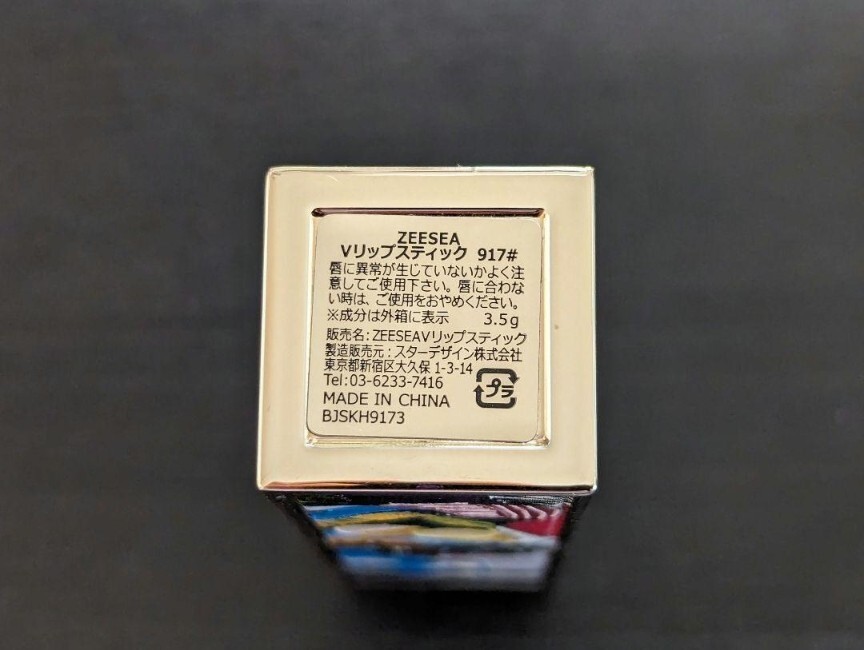 ZEESEA
Vリップスティック 917#
唇に異常が生じていないかよく注
意してご使用下さい。唇に合わな
い時は、ご使用をおやめください。
※成分は外箱に表示 3.5g
販売名:ZEESEAVリップスティック
製造販売元:スターデザイン株式会社
東京都新宿区大久保 1-3-14
Tel:03-6233-7416
プラ
MADE IN CHINA
BJSKH9173